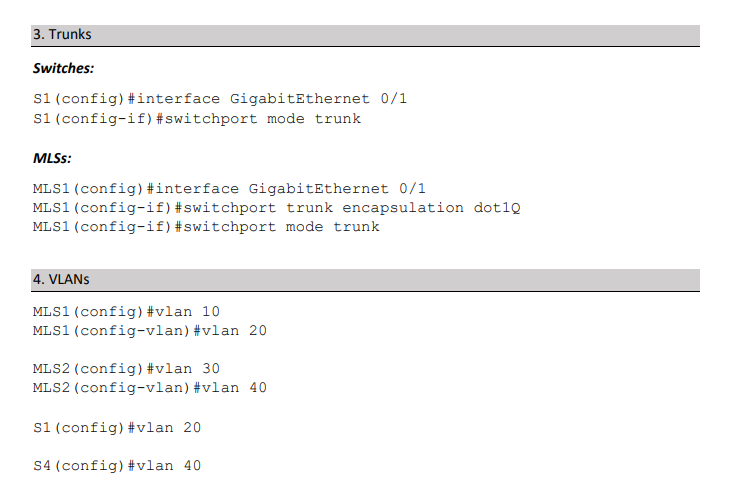 3. Trunks
Switches:
S1(config)#interface GigabitEthernet 0/1
S1(config-if)#switchport mode trunk
MLSs:
MLS1(config)#interface GigabitEthernet 0/1
MLS1(config-if)#switchport trunk encapsulation dot1Q
MLS1(config-if)#switchport mode trunk
4. VLANs
MLS1(config)#vlan 10
MLS1(config-vlan)#vlan 20
MLS2(config)#vlan 30
MLS2(config-vlan)#vlan 40
S1(config)#vlan 20
S4(config)#vlan 40